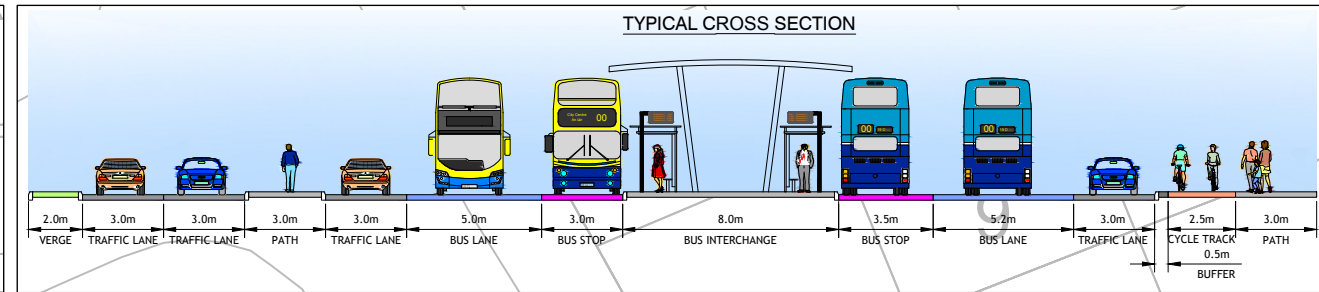 TYPICAL CROSS SECTION
City Centre
An Lár
00
00
00
9
2.0m 3.0m 3.0m 3.0m 3.0m 5.0m 3.0m 8.0m 3.5m 5.2m 3.0m 2.5m 3.0m
VERGE TRAFFIC LANE TRAFFIC LANE PATH TRAFFIC LANE BUS LANE BUS STOP BUS INTERCHANGE BUS STOP BUS LANE TRAFFIC LANE CYCLE TRACK PATH
0.5m
BUFFER